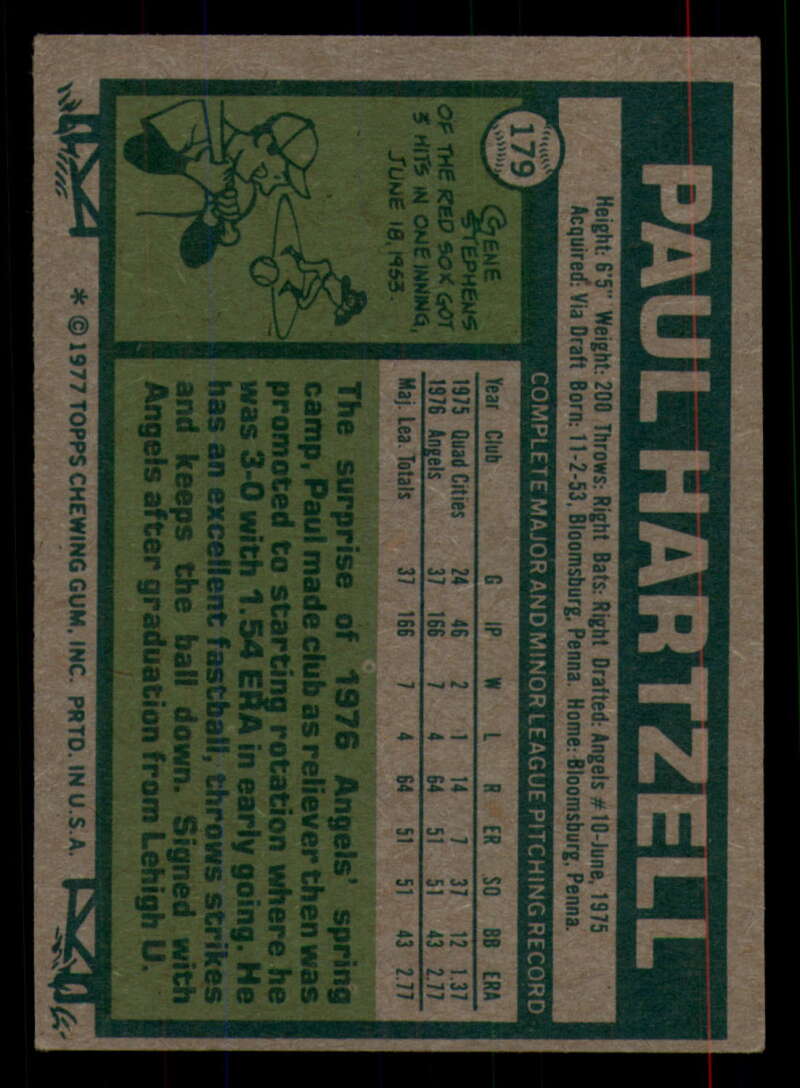 179
PAUL HARTZELL
Height: 6'5" Weight: 200 Throws: Right Bats: Right Drafted: Angels #10-June, 1975
Acquired: Via Draft Born: 11-2-53, Bloomsburg, Penna. Home: Bloomsburg, Penna.
COMPLETE MAJOR AND MINOR LEAGUE PITCHING RECORD
Year Club G IP W L R ER SO BB ERA
1975 Quad Cities 24 46 2 1 14 7 37 12 1.37
1976 Angels 37 166 7 4 64 51 51 43 2.77
Maj. Lea. Totals 37 166 7 4 64 51 51 43 2.77
GENE
STEPHENS
OF THE RED SOX GOT
3 HITS IN ONE INNING,
JUNE 18, 1953.
The surprise of 1976 Angels' spring
camp, Paul made club as reliever then was
promoted to starting rotation where he
was 3-0 with 1.54 ERA in early going. He
has an excellent fastball, throws strikes
and keeps the ball down. Signed with
Angels after graduation from Lehigh U.
* © 1977 TOPPS CHEWING GUM, INC. PRTD. IN U.S.A.